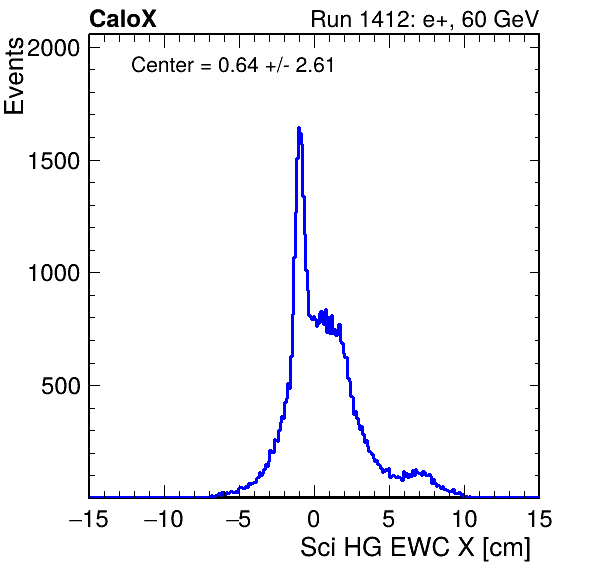 CaloX Run 1412: e+, 60 GeV
Events
Center = 0.64 +/- 2.61
2000
1500
1000
500
−15 −10 −5 0 5 10 15
Sci HG EWC X [cm]